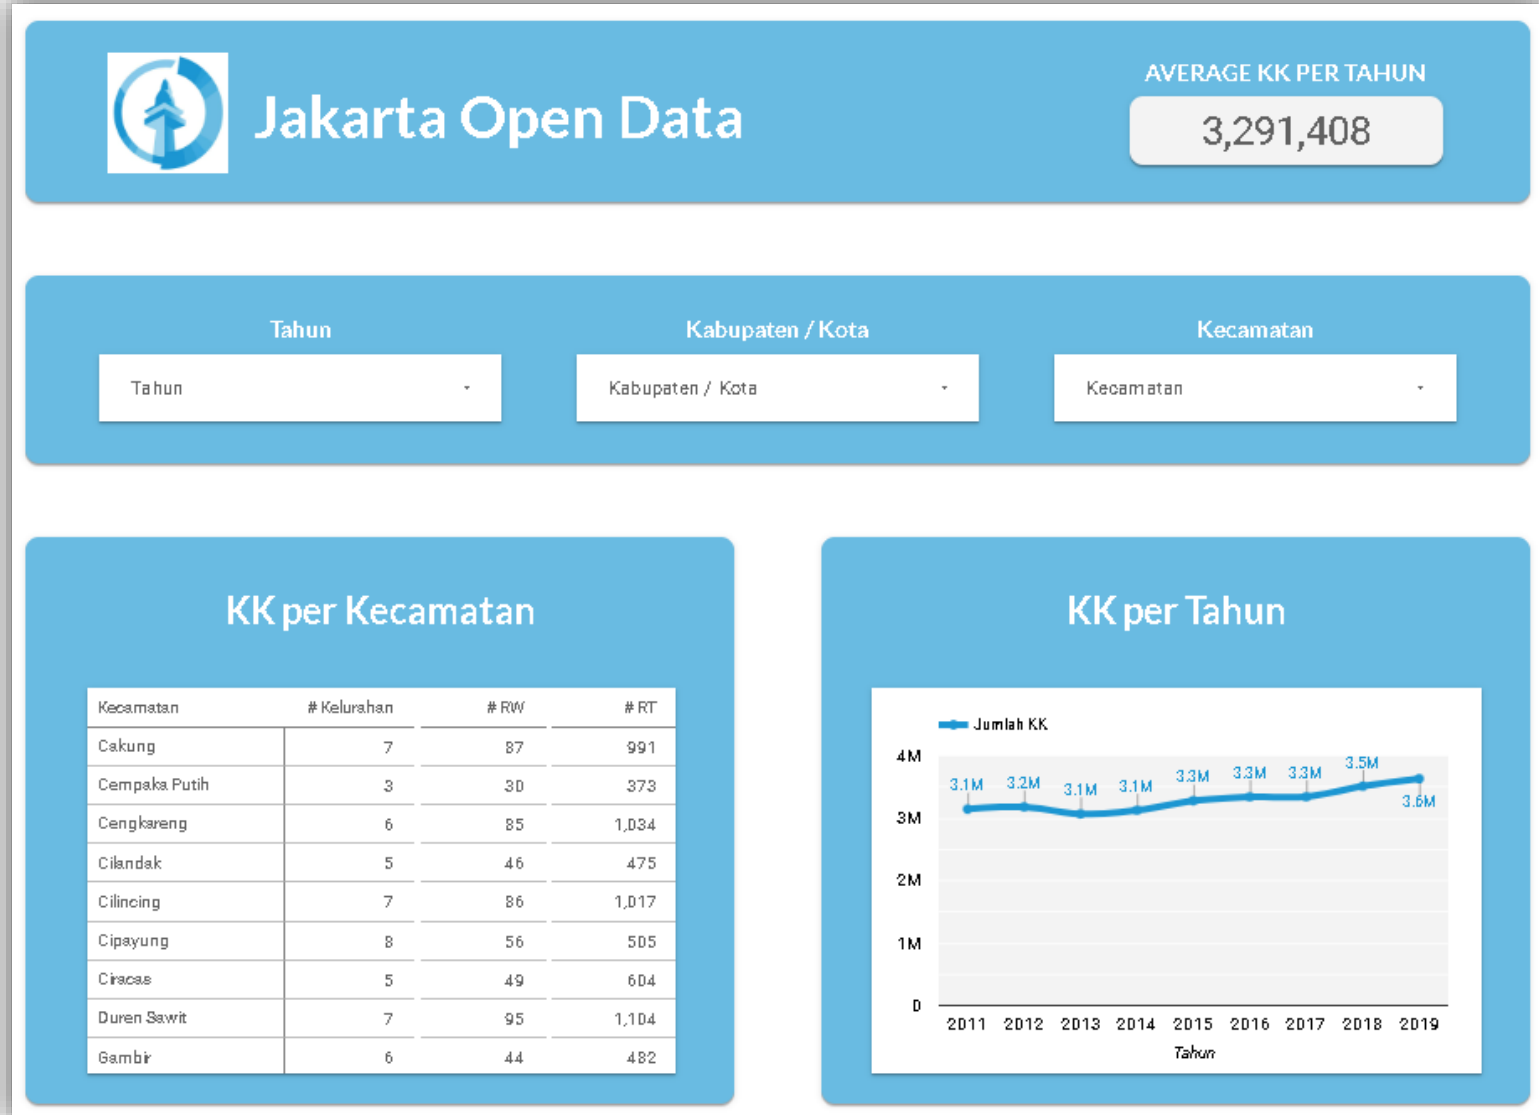 Jakarta Open Data
AVERAGE KK PER TAHUN
3,291,408
Tahun
Kabupaten / Kota
Kecamatan
Tahun
Kabupaten / Kota
Kecamatan
KK per Kecamatan
Kecamatan # Kelurahan # RW # RT
Cakung 7 87 991
Cempaka Putih 3 30 373
Cengkareng 6 85 1,034
Cilandak 5 46 475
Cilincing 7 86 1,017
Cipayung 8 56 505
Ciracas 5 49 604
Duren Sawit 7 95 1,104
Gambir 6 44 482
KK per Tahun
Jumlah KK
4M
3M
2M
1M
0
3.1M 3.2M 3.1M 3.1M 3.3M 3.3M 3.3M 3.5M 3.6M
2011 2012 2013 2014 2015 2016 2017 2018 2019
Tahun